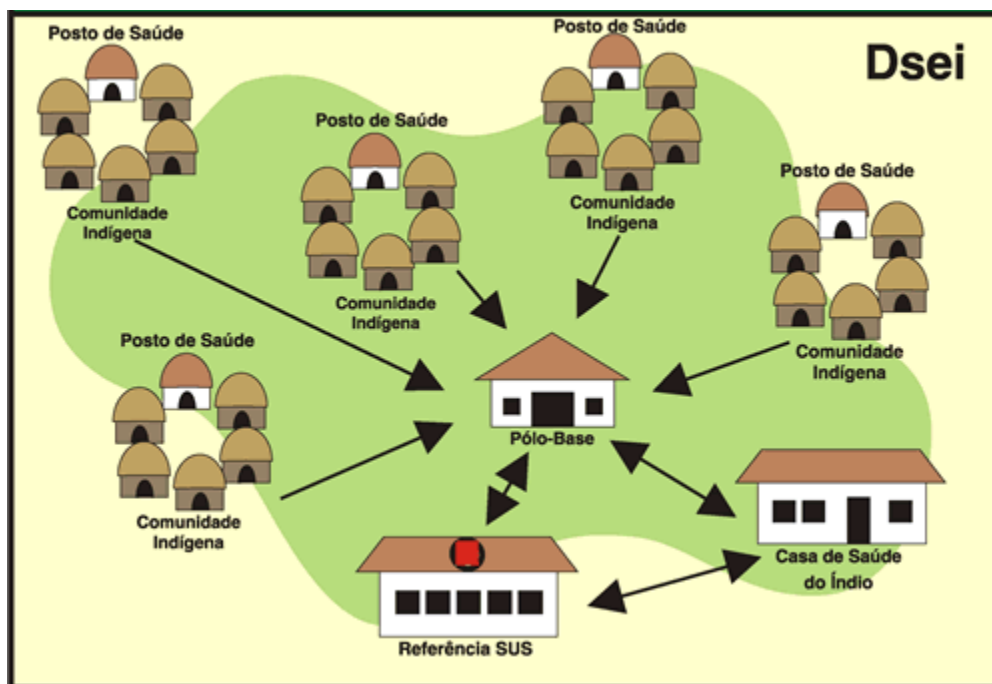 Dsei
Posto de Saúde
Comunidade
Indígena
Posto de Saúde
Comunidade
Indígena
Posto de Saúde
Comunidade
Indígena
Posto de Saúde
Comunidade
Indígena
Posto de Saúde
Comunidade
Indígena
Pólo-Base
Casa de Saúde
do Índio
Referência SUS